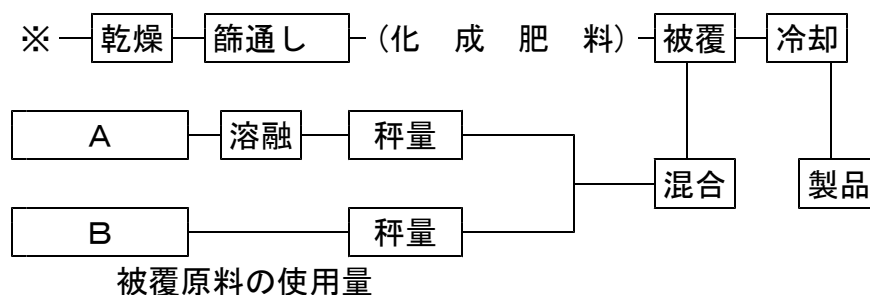 ※ 乾燥 篩通し (化 成 肥 料) 被覆 冷却
A 溶融 秤量
混合 製品
B 秤量
被覆原料の使用量